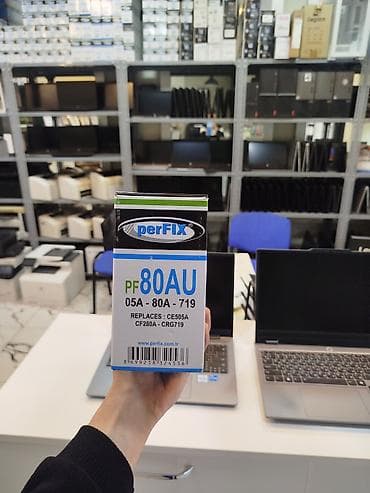 perFIX
PF 80AU
05A - 80A - 719
REPLACES : CE505A
CF280A - CRG719
www.perfix.com.tr